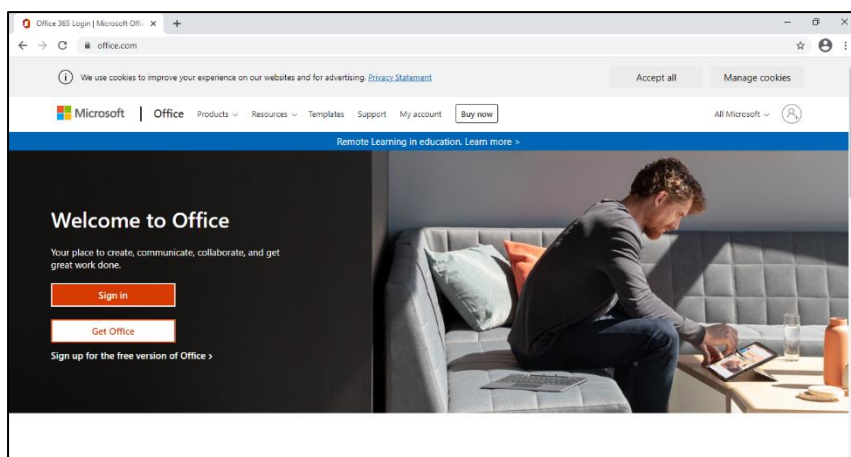 Office 365 Login | Microsoft Offic
office.com
We use cookies to improve your experience on our websites and for advertising. Privacy Statement
Accept all
Manage cookies
Microsoft
Office
Products
Resources
Templates
Support
My account
Buy now
All Microsoft
Remote Learning in education. Learn more >
Welcome to Office
Your place to create, communicate, collaborate, and get
great work done.
Sign in
Get Office
Sign up for the free version of Office >